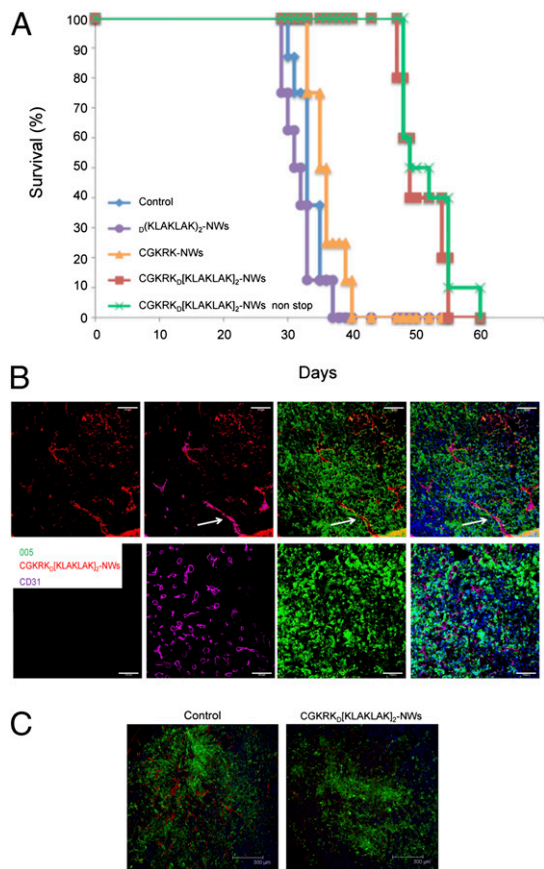 A
Survival (%)
100
90
80
70
60
50
40
30
20
10
0
Control
D(KLAKLAK)2-NWs
CGKRK-NWs
CGKRKD[KLAKLAK]2-NWs
CGKRKD[KLAKLAK]2-NWs non stop
0 10 20 30 40 50 60 70
Days
B
005
CGKRKD[KLAKLAK]2-NWs
CD31
C
Control CGKRKD[KLAKLAK]2-NWs
300 µm 300 µm